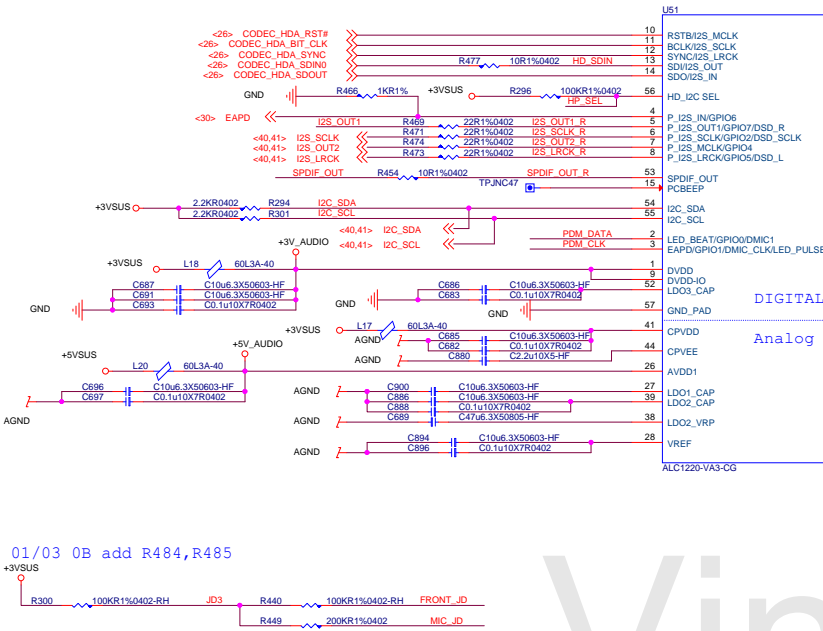 U51
<26> CODEC_HDA_RST# 10 RSTB/I2S_MCLK
<26> CODEC_HDA_BIT_CLK 11 BCLK/I2S_SCLK
<26> CODEC_HDA_SYNC 12 SYNC/I2S_LRCK
<26> CODEC_HDA_SDIN0 R477 10R1%0402 HD_SDIN 13 SDI/I2S_OUT
<26> CODEC_HDA_SDOUT 14 SDO/I2S_IN
GND R466 1KR1% +3VSUS R296 100KR1%0402 56 HD_I2C SEL
HP_SEL
<30> EAPD 4 P_I2S_IN/GPIO6
I2S_OUT1 R469 22R1%0402 I2S_OUT1_R 5 P_I2S_OUT1/GPIO7/DSD_R
<40,41> I2S_SCLK R471 22R1%0402 I2S_SCLK_R 6 P_I2S_SCLK/GPIO2/DSD_SCLK
<40,41> I2S_OUT2 R474 22R1%0402 I2S_OUT2_R 7 P_I2S_MCLK/GPIO4
<40,41> I2S_LRCK R473 22R1%0402 I2S_LRCK_R 8 P_I2S_LRCK/GPIO5/DSD_L
SPDIF_OUT R454 10R1%0402 SPDIF_OUT_R 53 SPDIF_OUT
TPJNC47 15 PCBEEP
+3VSUS 2.2KR0402 R294 I2C_SDA 54 I2C_SDA
2.2KR0402 R301 I2C_SCL 55 I2C_SCL
<40,41> I2C_SDA
<40,41> I2C_SCL
PDM_DATA 2 LED_BEAT/GPIO0/DMIC1
PDM_CLK 3 EAPD/GPIO1/DMIC_CLK/LED_PULSE
+3V_AUDIO
+3VSUS L18 60L3A-40 1 DVDD
9 DVDD-IO
C687 C10u6.3X50603-HF C686 C10u6.3X50603-HF 52 LDO3_CAP
C691 C10u6.3X50603-HF C683 C0.1u10X7R0402
C693 C0.1u10X7R0402
GND GND GND 57 GND_PAD
DIGITAL
+3VSUS L17 60L3A-40 41 CPVDD
Analog
AGND C685 C10u6.3X50603-HF
C682 C0.1u10X7R0402
AGND C880 C2.2u10X5-HF 44 CPVEE
+5VSUS +5V_AUDIO
L20 60L3A-40 26 AVDD1
C696 C10u6.3X50603-HF
C697 C0.1u10X7R0402
AGND
AGND C900 C10u6.3X50603-HF 27 LDO1_CAP
C886 C10u6.3X50603-HF 39 LDO2_CAP
C888 C0.1u10X7R0402
AGND C689 C47u6.3X50805-HF 38 LDO2_VRP
C894 C10u6.3X50603-HF 28 VREF
AGND C896 C0.1u10X7R0402
ALC1220-VA3-CG
01/03 0B add R484,R485
+3VSUS
R300 100KR1%0402-RH JD3 R440 100KR1%0402-RH FRONT_JD
R449 200KR1%0402 MIC_JD